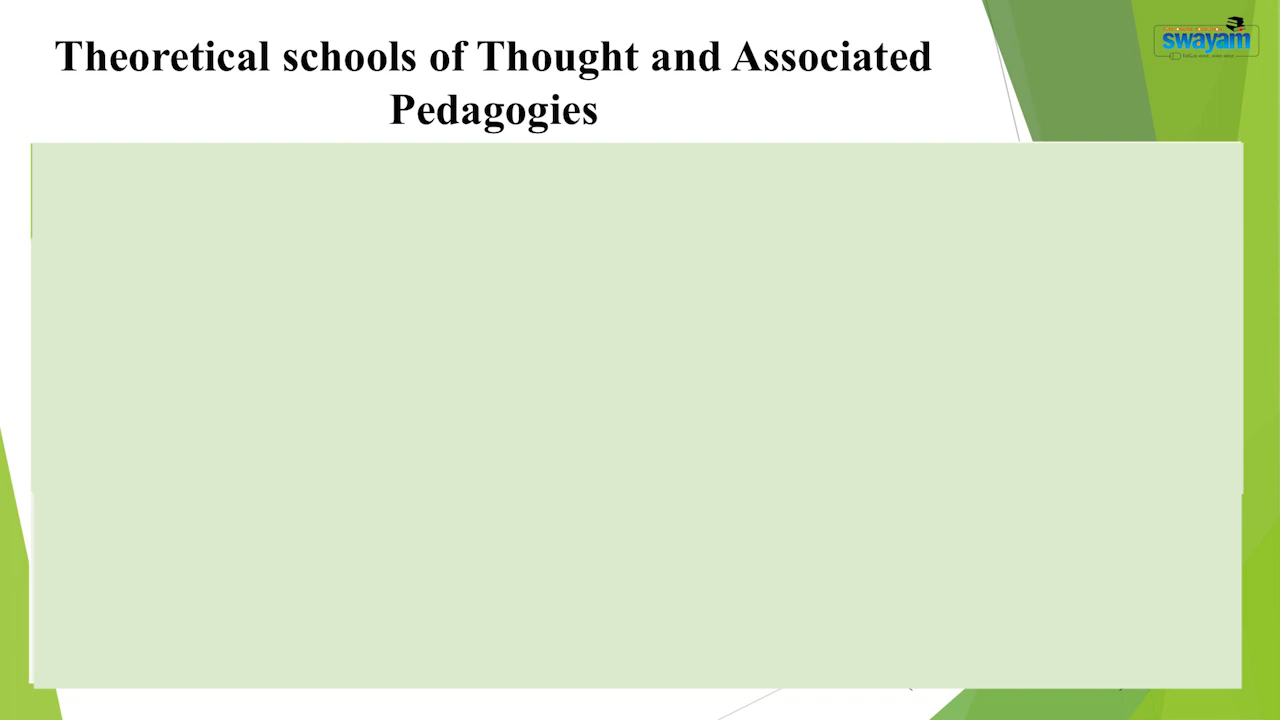 Theoretical schools of Thought and Associated
Pedagogies
swayam